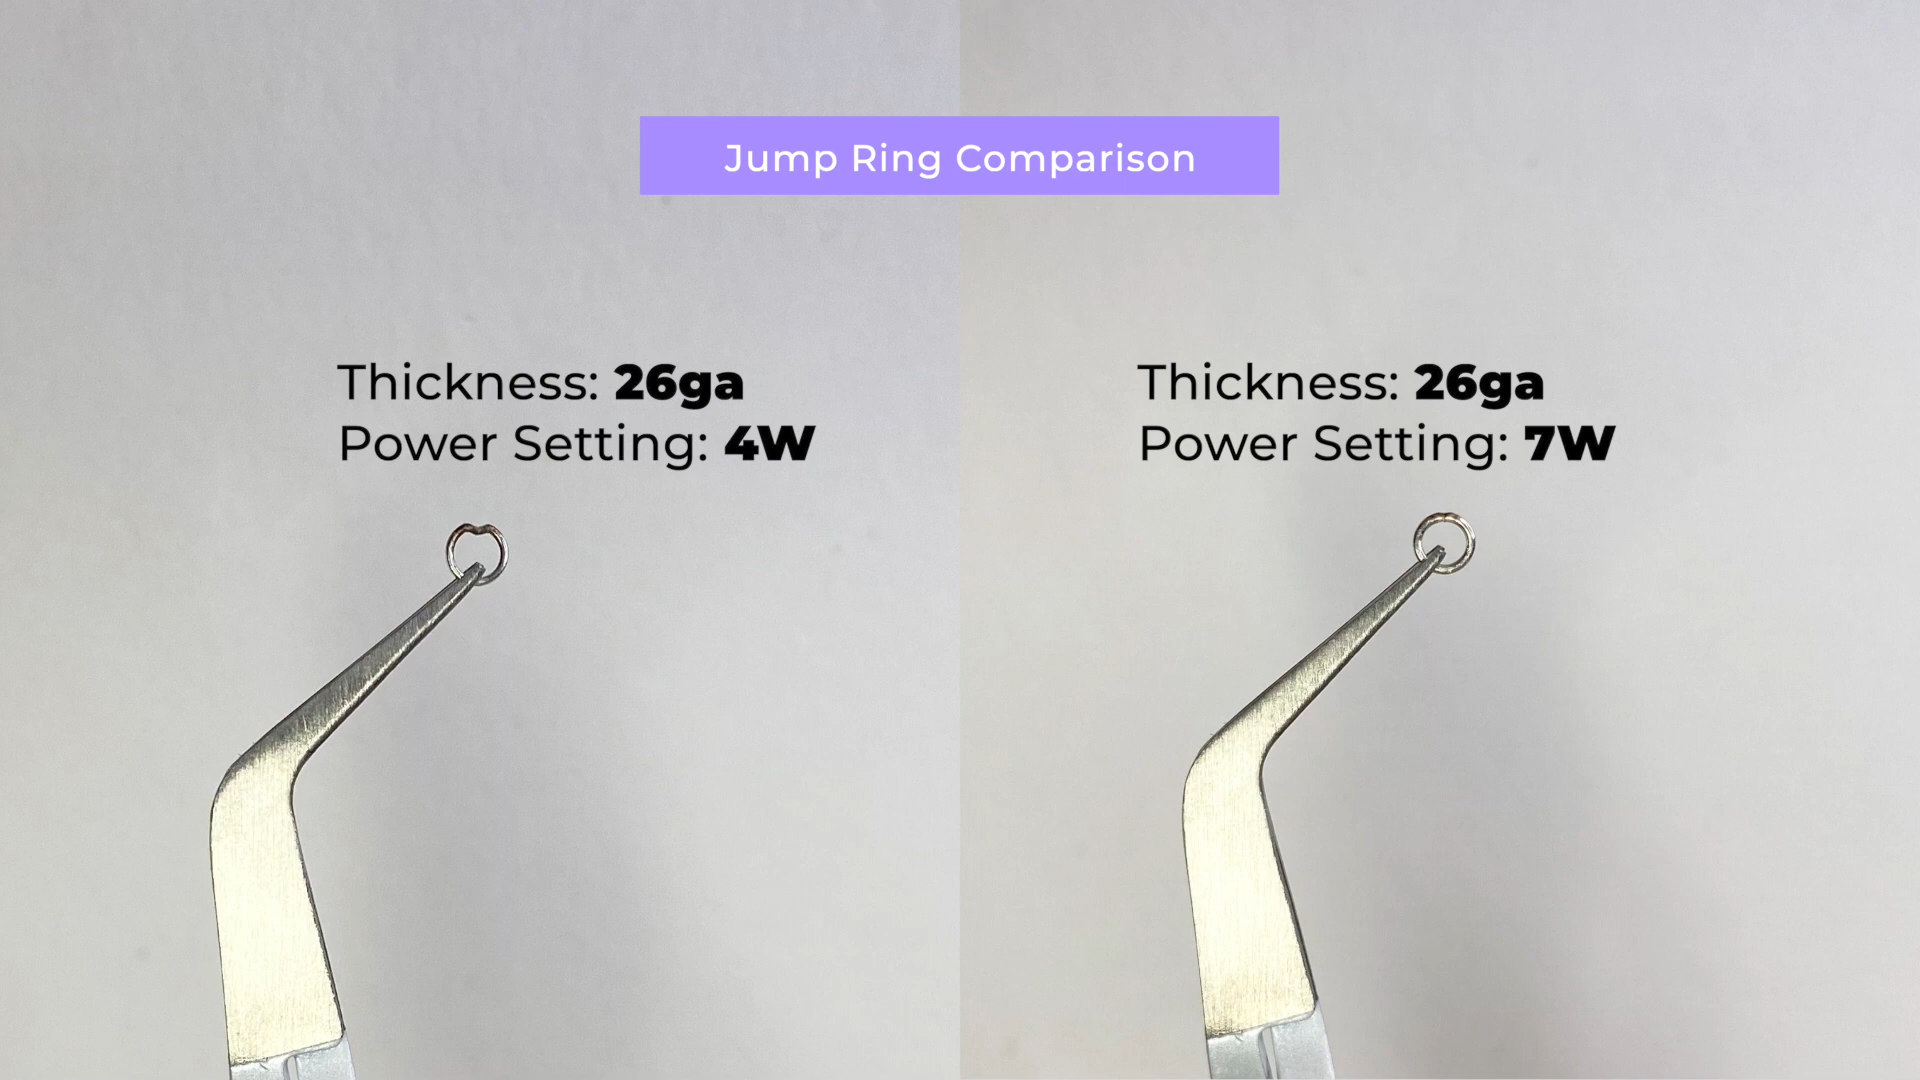 Jump Ring Comparison
Thickness: 26ga
Power Setting: 4W
Thickness: 26ga
Power Setting: 7W